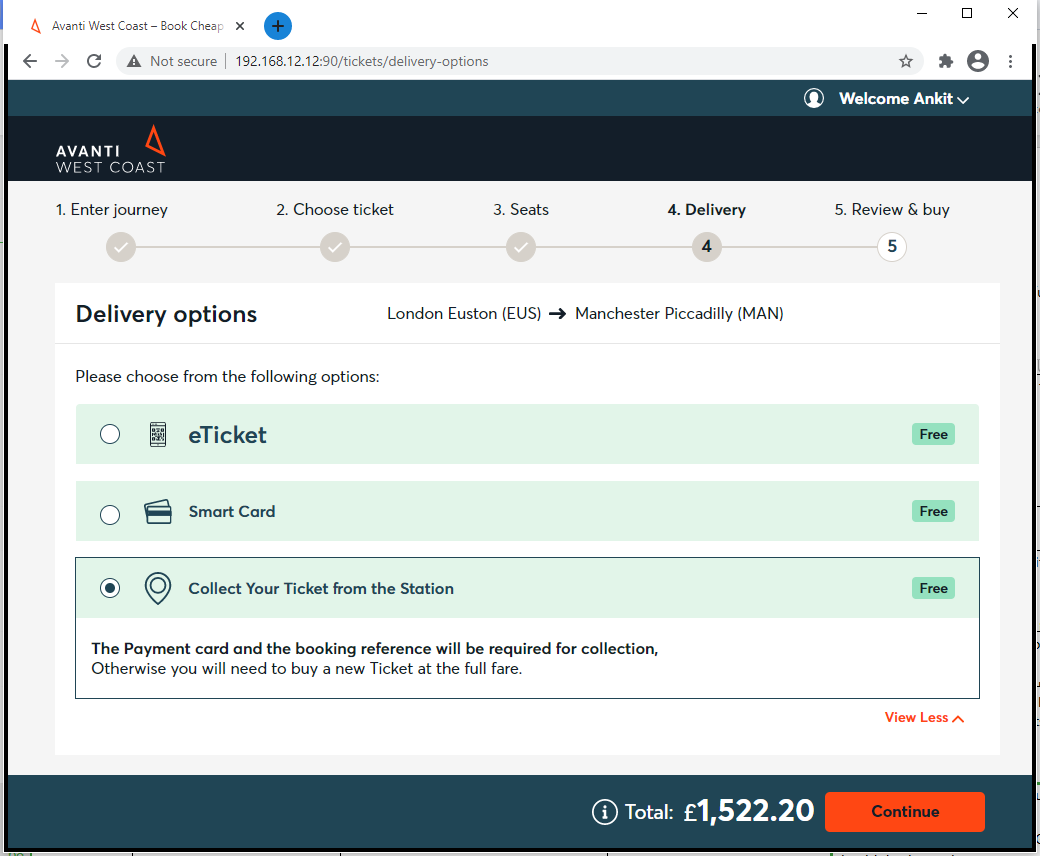 Avanti West Coast – Book Cheap
Not secure
192.168.12.12:90/tickets/delivery-options
Welcome Ankit
AVANTI
WEST COAST
1. Enter journey
2. Choose ticket
3. Seats
4. Delivery
5. Review & buy
4
5
Delivery options
London Euston (EUS) → Manchester Piccadilly (MAN)
Please choose from the following options:
eTicket
Free
Smart Card
Free
Collect Your Ticket from the Station
Free
The Payment card and the booking reference will be required for collection,
Otherwise you will need to buy a new Ticket at the full fare.
View Less
Total: £1,522.20
Continue